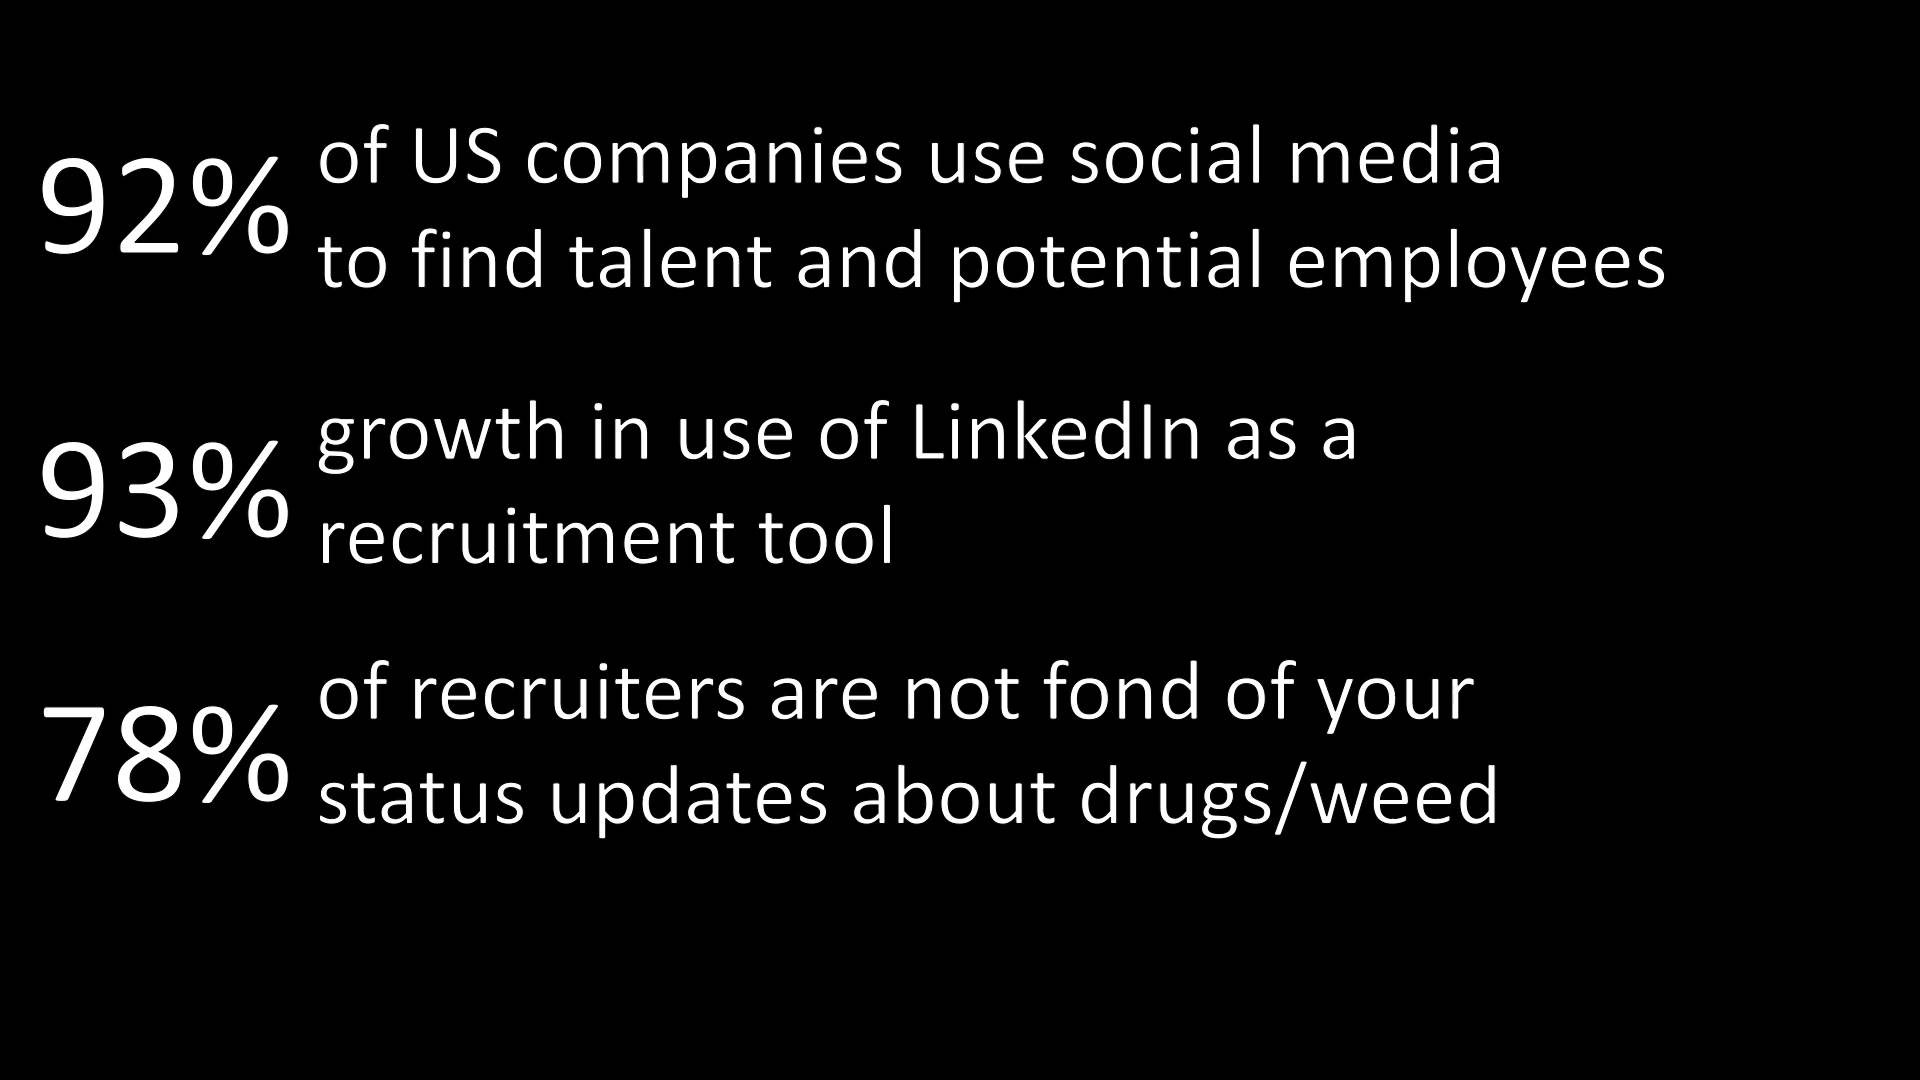 92% of US companies use social media
to find talent and potential employees
93% growth in use of LinkedIn as a
recruitment tool
78% of recruiters are not fond of your
status updates about drugs/weed